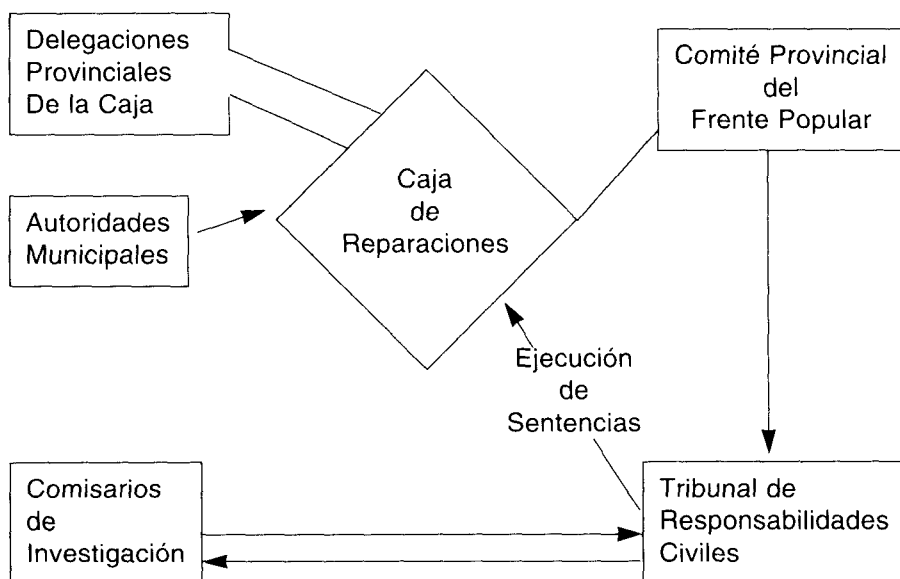 Delegaciones
Provinciales
De la Caja
Comité Provincial
del
Frente Popular
Caja
de
Reparaciones
Autoridades
Municipales
Ejecución
de
Sentencias
Comisarios
de
Investigación
Tribunal de
Responsabilidades
Civiles